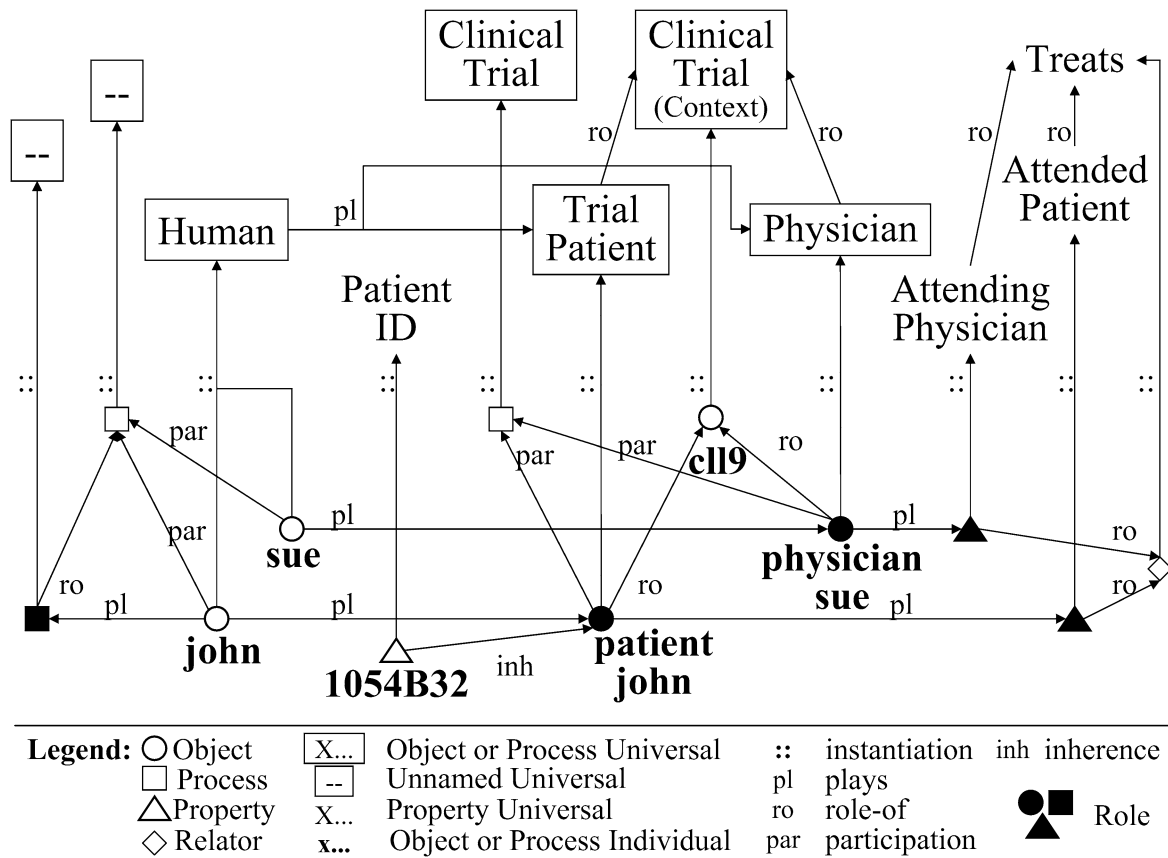 Clinical
Trial
Clinical
Trial
(Context)
Treats
--
--
ro
ro
ro
ro
Attended
Patient
Human
pl
Trial
Patient
Physician
Patient
ID
Attending
Physician
::
::
::
::
::
::
::
::
::
::
par
par
par
ro
cll9
par
sue
pl
physician
sue
pl
ro
ro
pl
john
pl
ro
patient
john
pl
ro
1054B32
inh
Legend:
Object
X...
Object or Process Universal
::
instantiation
inh
inherence
Process
--
Unnamed Universal
pl
plays
Property
X...
Property Universal
ro
role-of
Role
Relator
x...
Object or Process Individual
par
participation